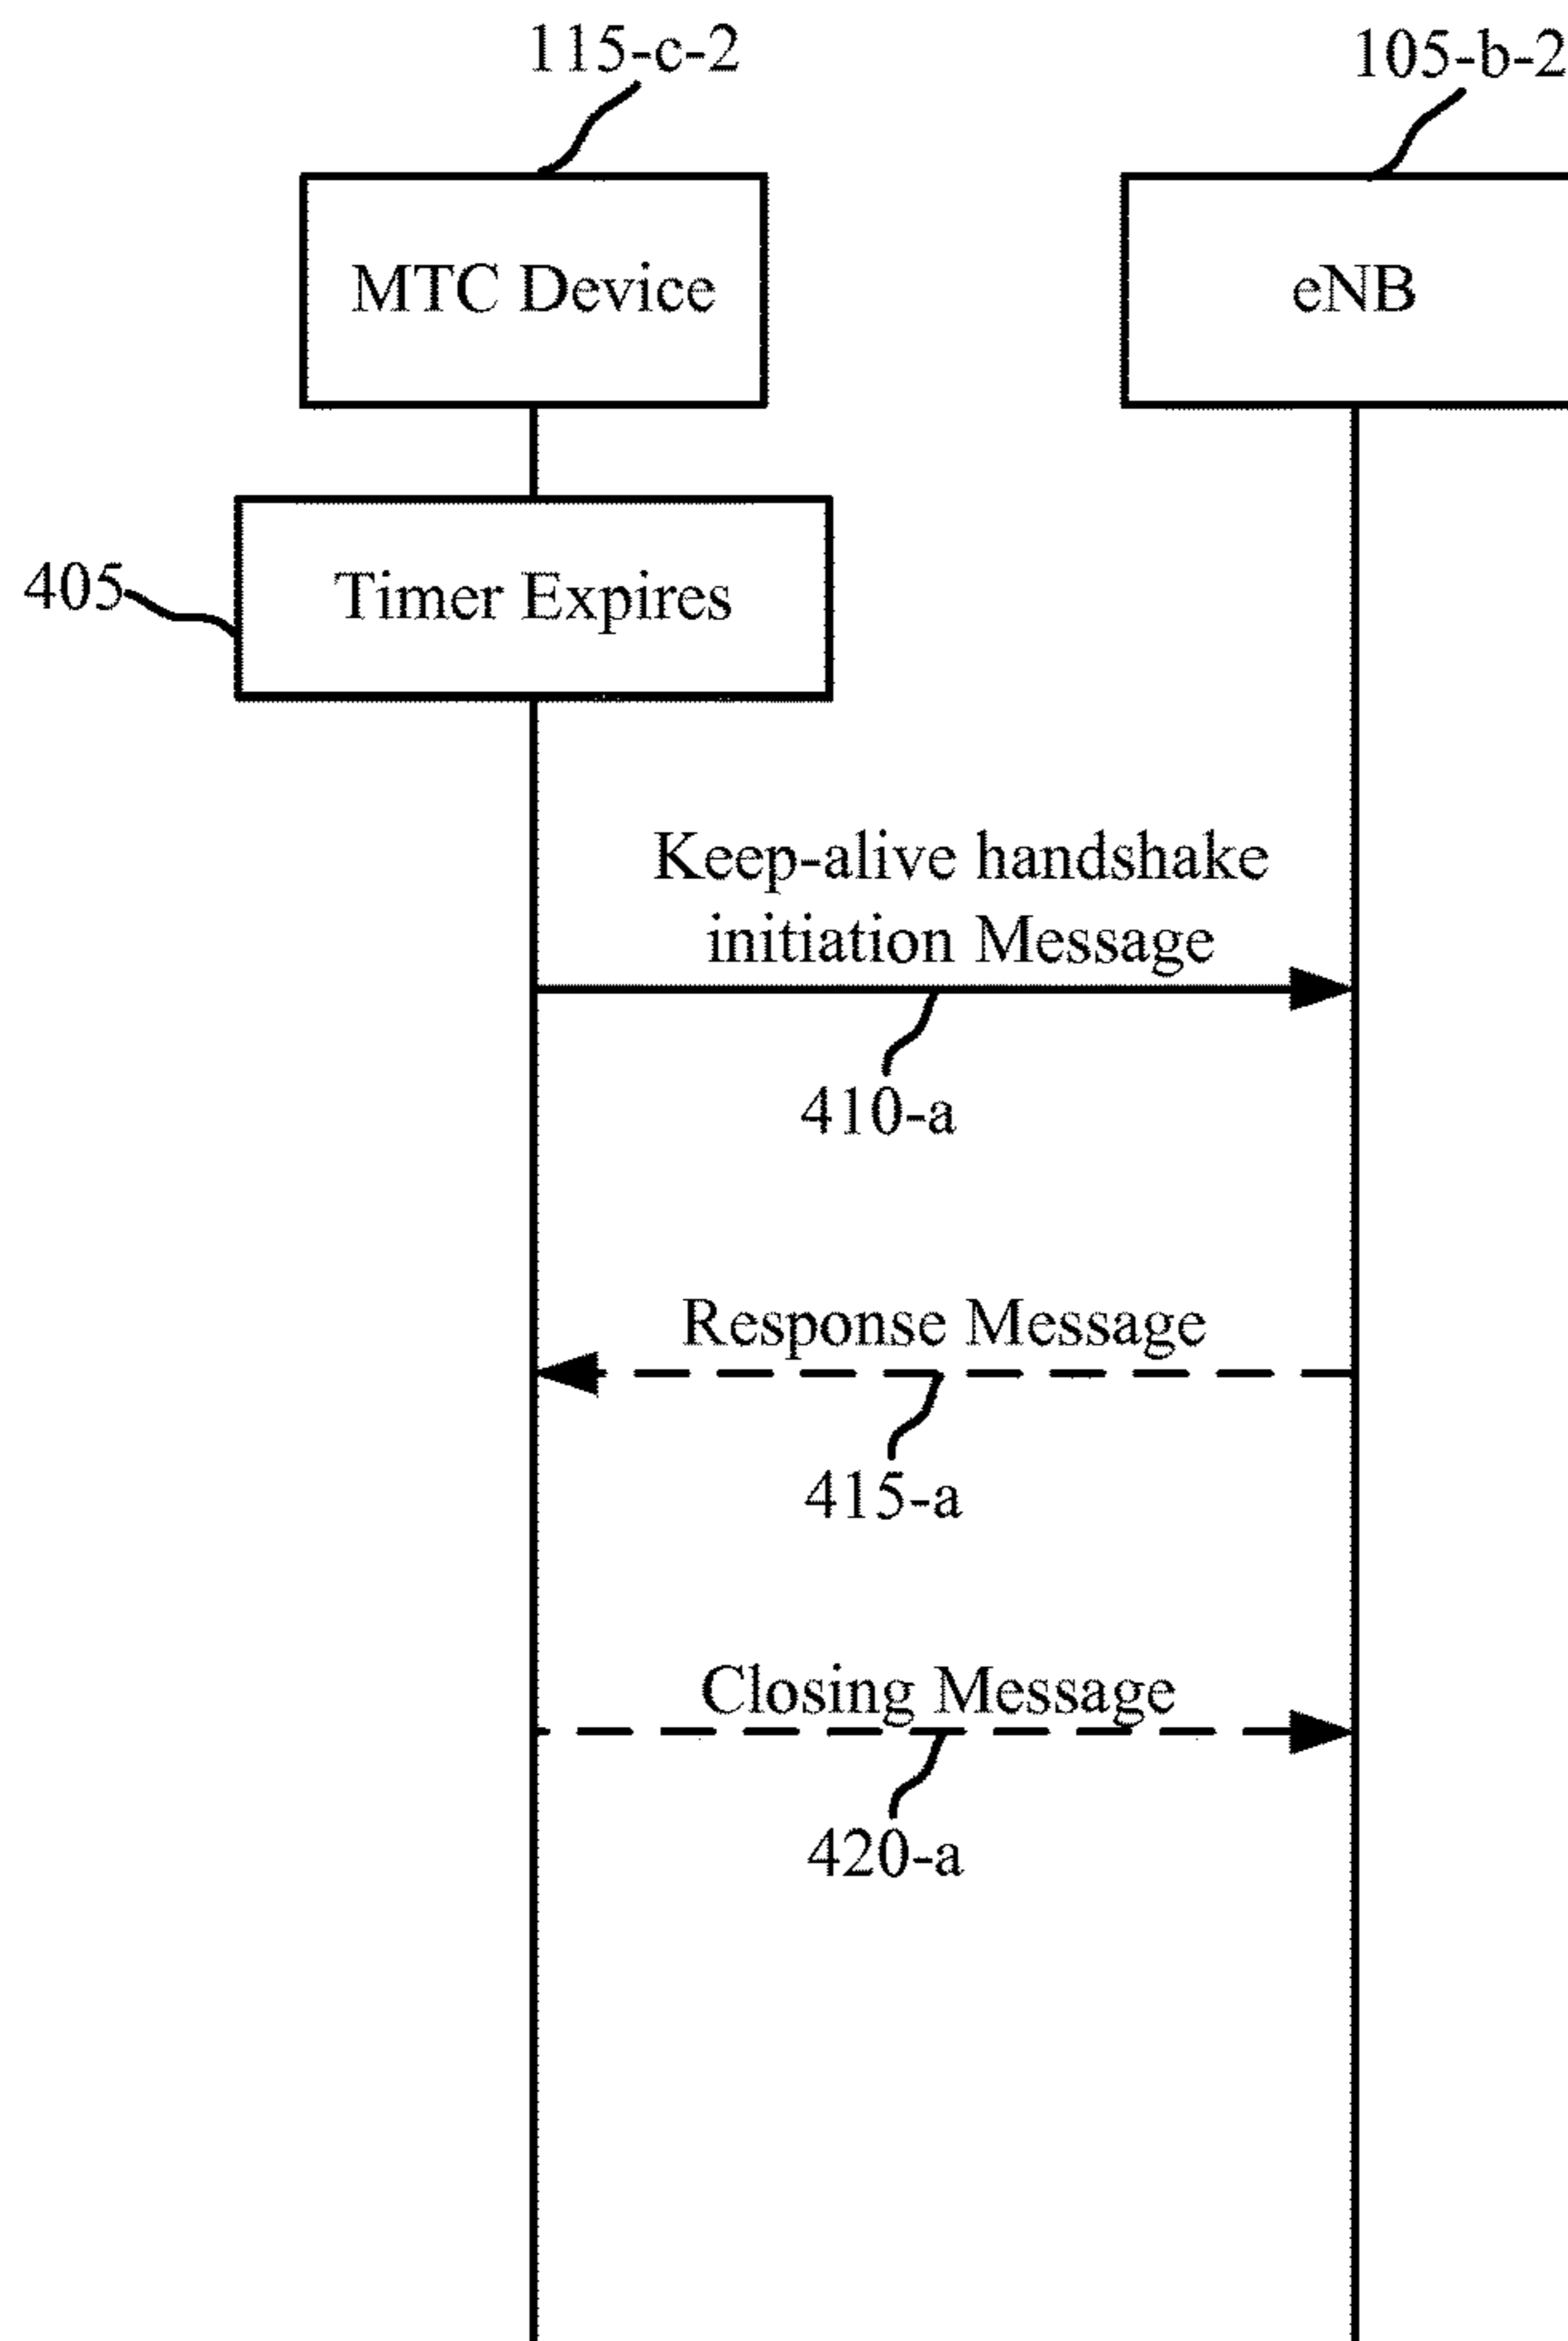 115-c-2
105-b-2
MTC Device
eNB
405
Timer Expires
Keep-alive handshake
initiation Message
410-a
Response Message
415-a
Closing Message
420-a